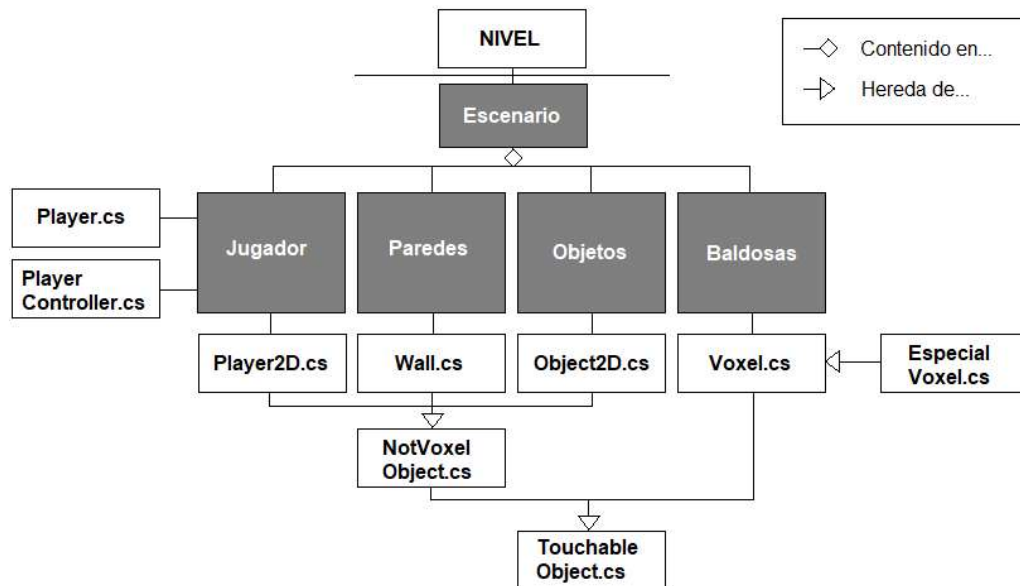 NIVEL
Contenido en...
Hereda de...
Escenario
Player.cs
Player
Controller.cs
Jugador
Paredes
Objetos
Baldosas
Player2D.cs
Wall.cs
Object2D.cs
Voxel.cs
Especial
Voxel.cs
NotVoxel
Object.cs
Touchable
Object.cs